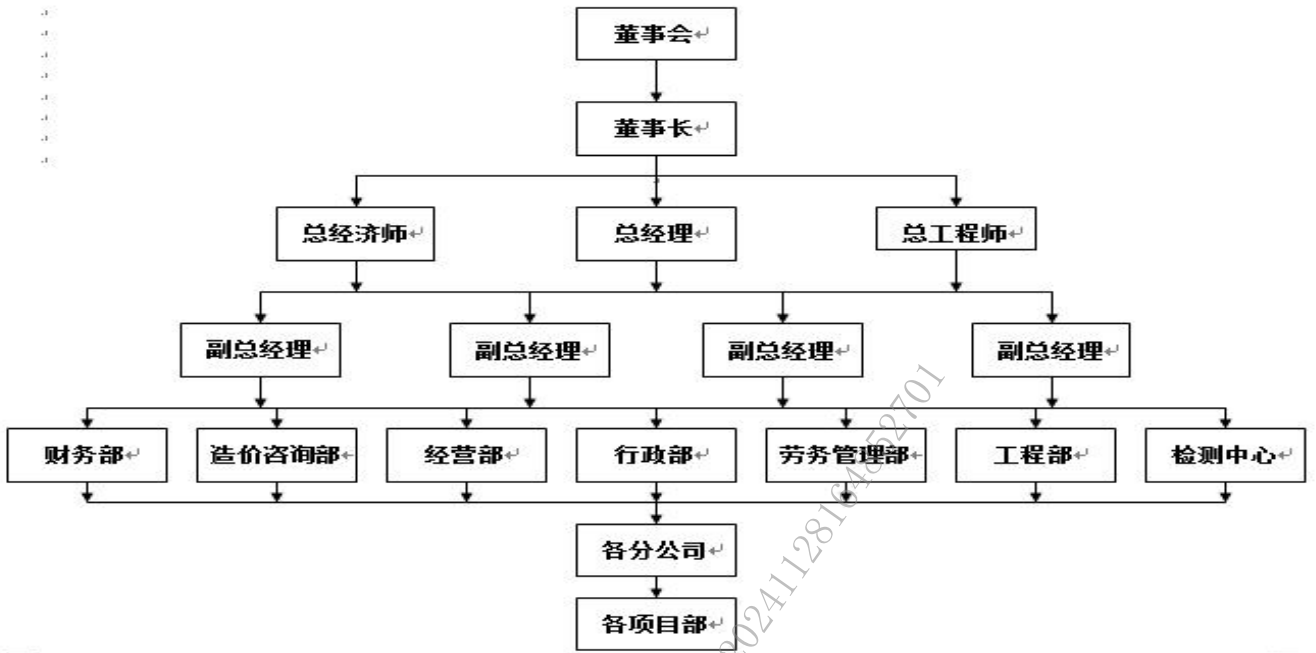 董事会
董事长
总经济师 总经理 总工程师
副总经理 副总经理 副总经理 副总经理
财务部 造价咨询部 经营部 行政部 劳务管理部 工程部 检测中心
各分公司
各项目部